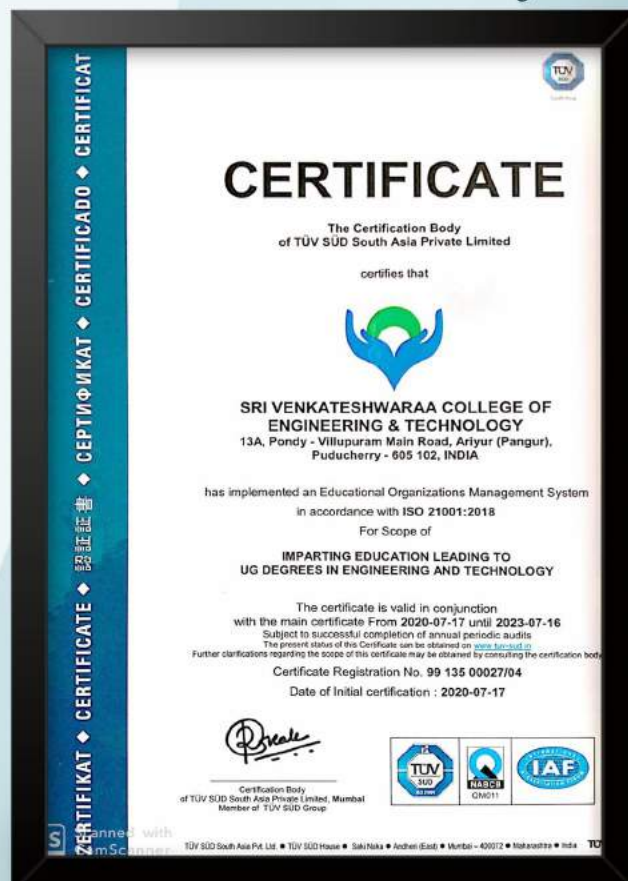 ZERTIFIKAT ◆ CERTIFICATE ◆ 認証証書 ◆ СЕРТИФИКАТ ◆ CERTIFICADO ◆ CERTIFICAT
TÜV
SÜD
CERTIFICATE
The Certification Body
of TÜV SÜD South Asia Private Limited
certifies that
SRI VENKATESHWARAA COLLEGE OF
ENGINEERING & TECHNOLOGY
13A, Pondy - Villupuram Main Road, Ariyur (Pangur),
Puducherry - 605 102, INDIA
has implemented an Educational Organizations Management System
in accordance with ISO 21001:2018
For Scope of
IMPARTING EDUCATION LEADING TO
UG DEGREES IN ENGINEERING AND TECHNOLOGY
The certificate is valid in conjunction
with the main certificate From 2020-07-17 until 2023-07-16
Subject to successful completion of annual periodic audits
The present status of this Certificate can be obtained on www.tuv-sud.in
Further clarifications regarding the scope of this certificate may be obtained by consulting the certification body
Certificate Registration No. 99 135 00027/04
Date of Initial certification : 2020-07-17
Certification Body
of TÜV SÜD South Asia Private Limited, Mumbai
Member of TÜV SÜD Group
TÜV
SÜD
NABCB
QM011
IAF
S Scanned with
CamScanner
TÜV SÜD South Asia Pvt. Ltd. ● TÜV SÜD House ● Saki Naka ● Andheri (East) ● Mumbai – 400072 ● Maharashtra ● India TÜV